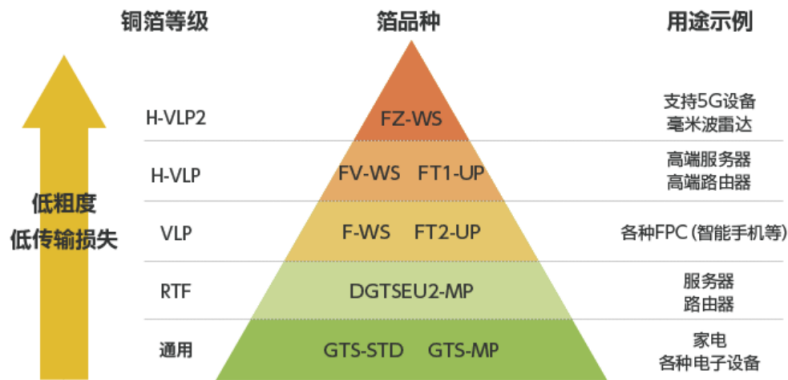 铜箔等级 箔品种 用途示例
H-VLP2 FZ-WS 支持5G设备
毫米波雷达
H-VLP FV-WS FT1-UP 高端服务器
高端路由器
低粗度
低传输损失
VLP F-WS FT2-UP 各种FPC (智能手机等)
RTF DGTSEU2-MP 服务器
路由器
通用 GTS-STD GTS-MP 家电
各种电子设备